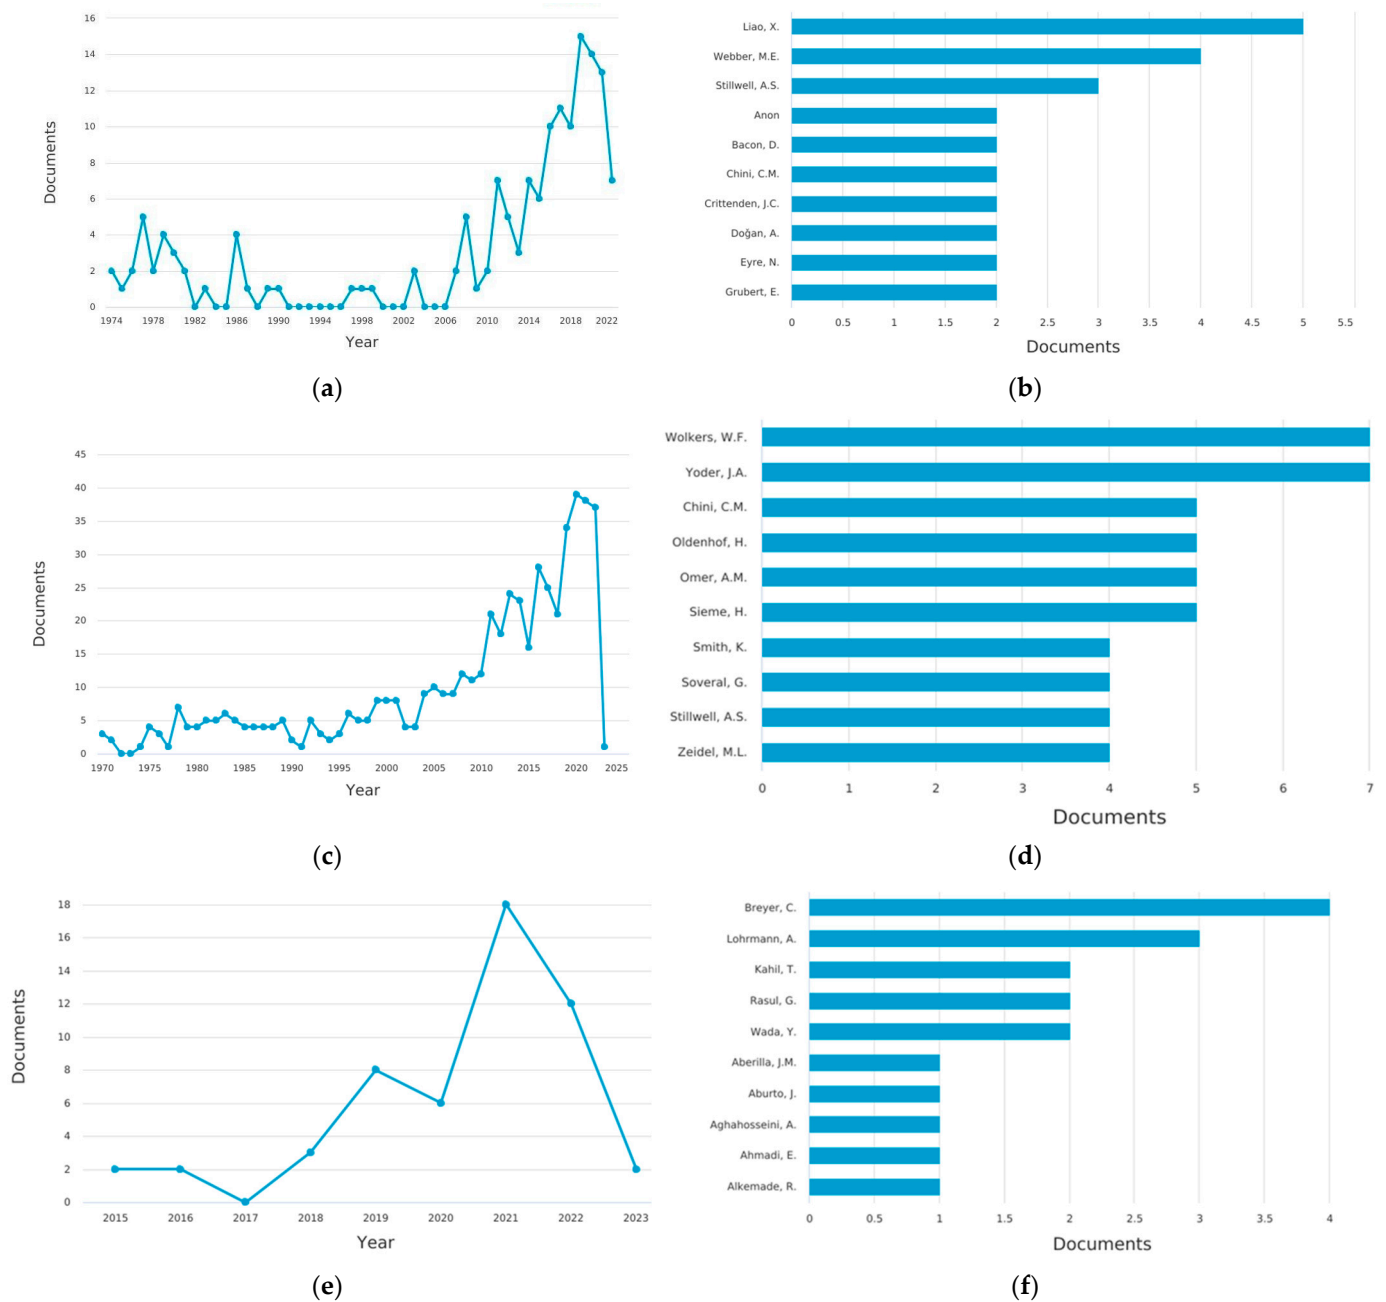 16
14
12
10
8
6
4
2
0
Documents
1974 1978 1982 1986 1990 1994 1998 2002 2006 2010 2014 2018 2022
Year
(a)
Liao, X.
Webber, M.E.
Stillwell, A.S.
Anon
Bacon, D.
Chini, C.M.
Crittenden, J.C.
Doğan, A.
Eyre, N.
Grubert, E.
0 0.5 1 1.5 2 2.5 3 3.5 4 4.5 5 5.5
Documents
(b)
45
40
35
30
25
20
15
10
5
0
Documents
1970 1975 1980 1985 1990 1995 2000 2005 2010 2015 2020 2025
Year
(c)
Wolkers, W.F.
Yoder, J.A.
Chini, C.M.
Oldenhof, H.
Omer, A.M.
Sieme, H.
Smith, K.
Soveral, G.
Stillwell, A.S.
Zeidel, M.L.
0 1 2 3 4 5 6 7
Documents
(d)
18
16
14
12
10
8
6
4
2
0
Documents
2015 2016 2017 2018 2019 2020 2021 2022 2023
Year
(e)
Breyer, C.
Lohrmann, A.
Kahil, T.
Rasul, G.
Wada, Y.
Aberilla, J.M.
Aburto, J.
Aghahosseini, A.
Ahmadi, E.
Alkemade, R.
0 0.5 1 1.5 2 2.5 3 3.5 4
Documents
(f)